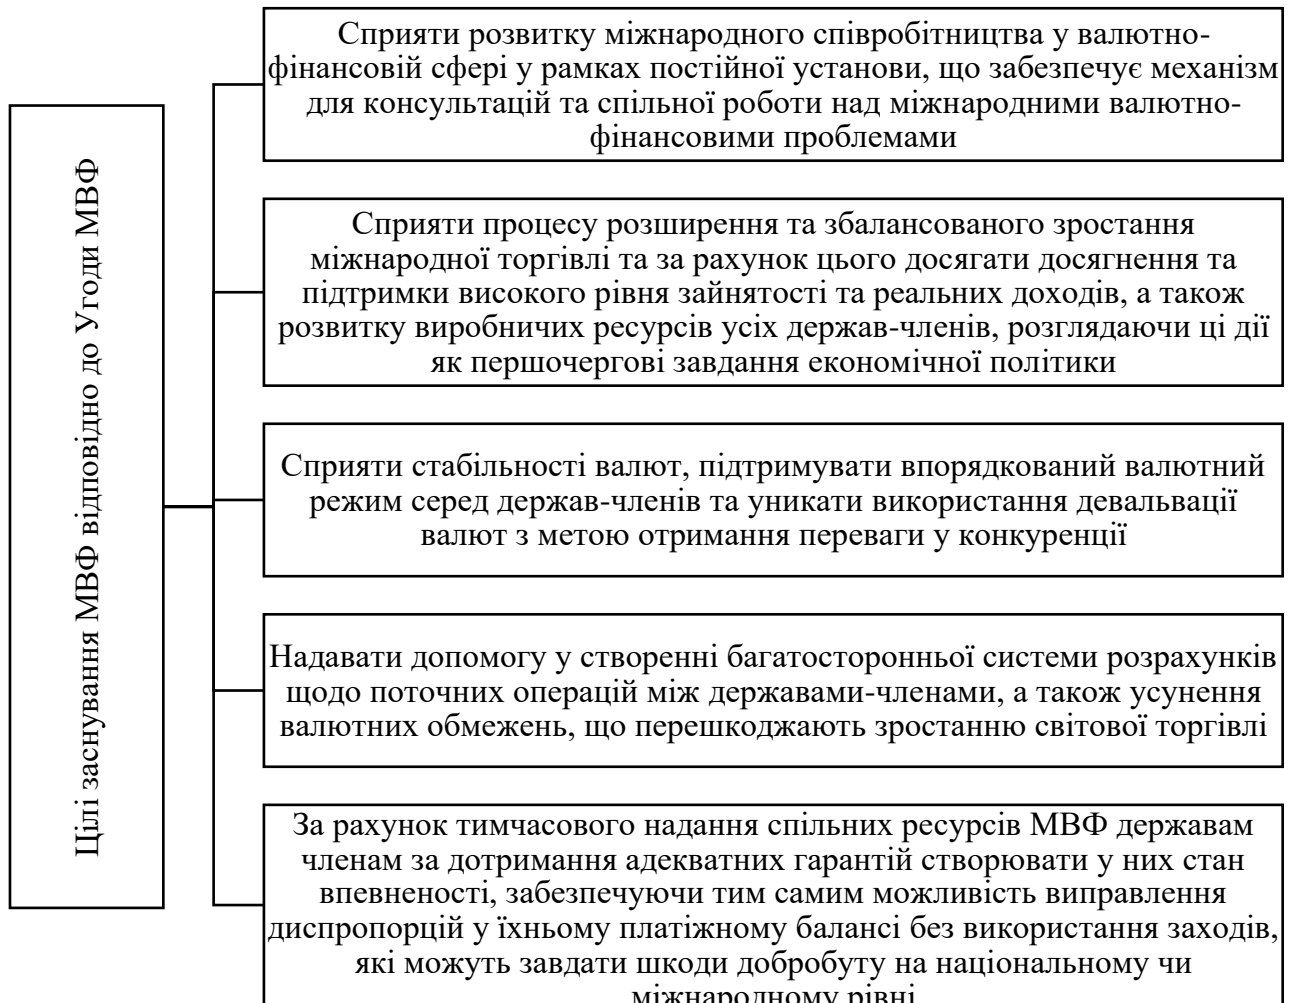 Цілі заснування МВФ відповідно до Угоди МВФ
Сприяти розвитку міжнародного співробітництва у валютно-
фінансовій сфері у рамках постійної установи, що забезпечує механізм
для консультацій та спільної роботи над міжнародними валютно-
фінансовими проблемами
Сприяти процесу розширення та збалансованого зростання
міжнародної торгівлі та за рахунок цього досягати досягнення та
підтримки високого рівня зайнятості та реальних доходів, а також
розвитку виробничих ресурсів усіх держав-членів, розглядаючи ці дії
як першочергові завдання економічної політики
Сприяти стабільності валют, підтримувати впорядкований валютний
режим серед держав-членів та уникати використання девальвації
валют з метою отримання переваги у конкуренції
Надавати допомогу у створенні багатосторонньої системи розрахунків
щодо поточних операцій між державами-членами, а також усунення
валютних обмежень, що перешкоджають зростанню світової торгівлі
За рахунок тимчасового надання спільних ресурсів МВФ державам
членам за дотримання адекватних гарантій створювати у них стан
впевненості, забезпечуючи тим самим можливість виправлення
диспропорцій у їхньому платіжному балансі без використання заходів,
які можуть завдати шкоди добробуту на національному чи
міжнародному рівні